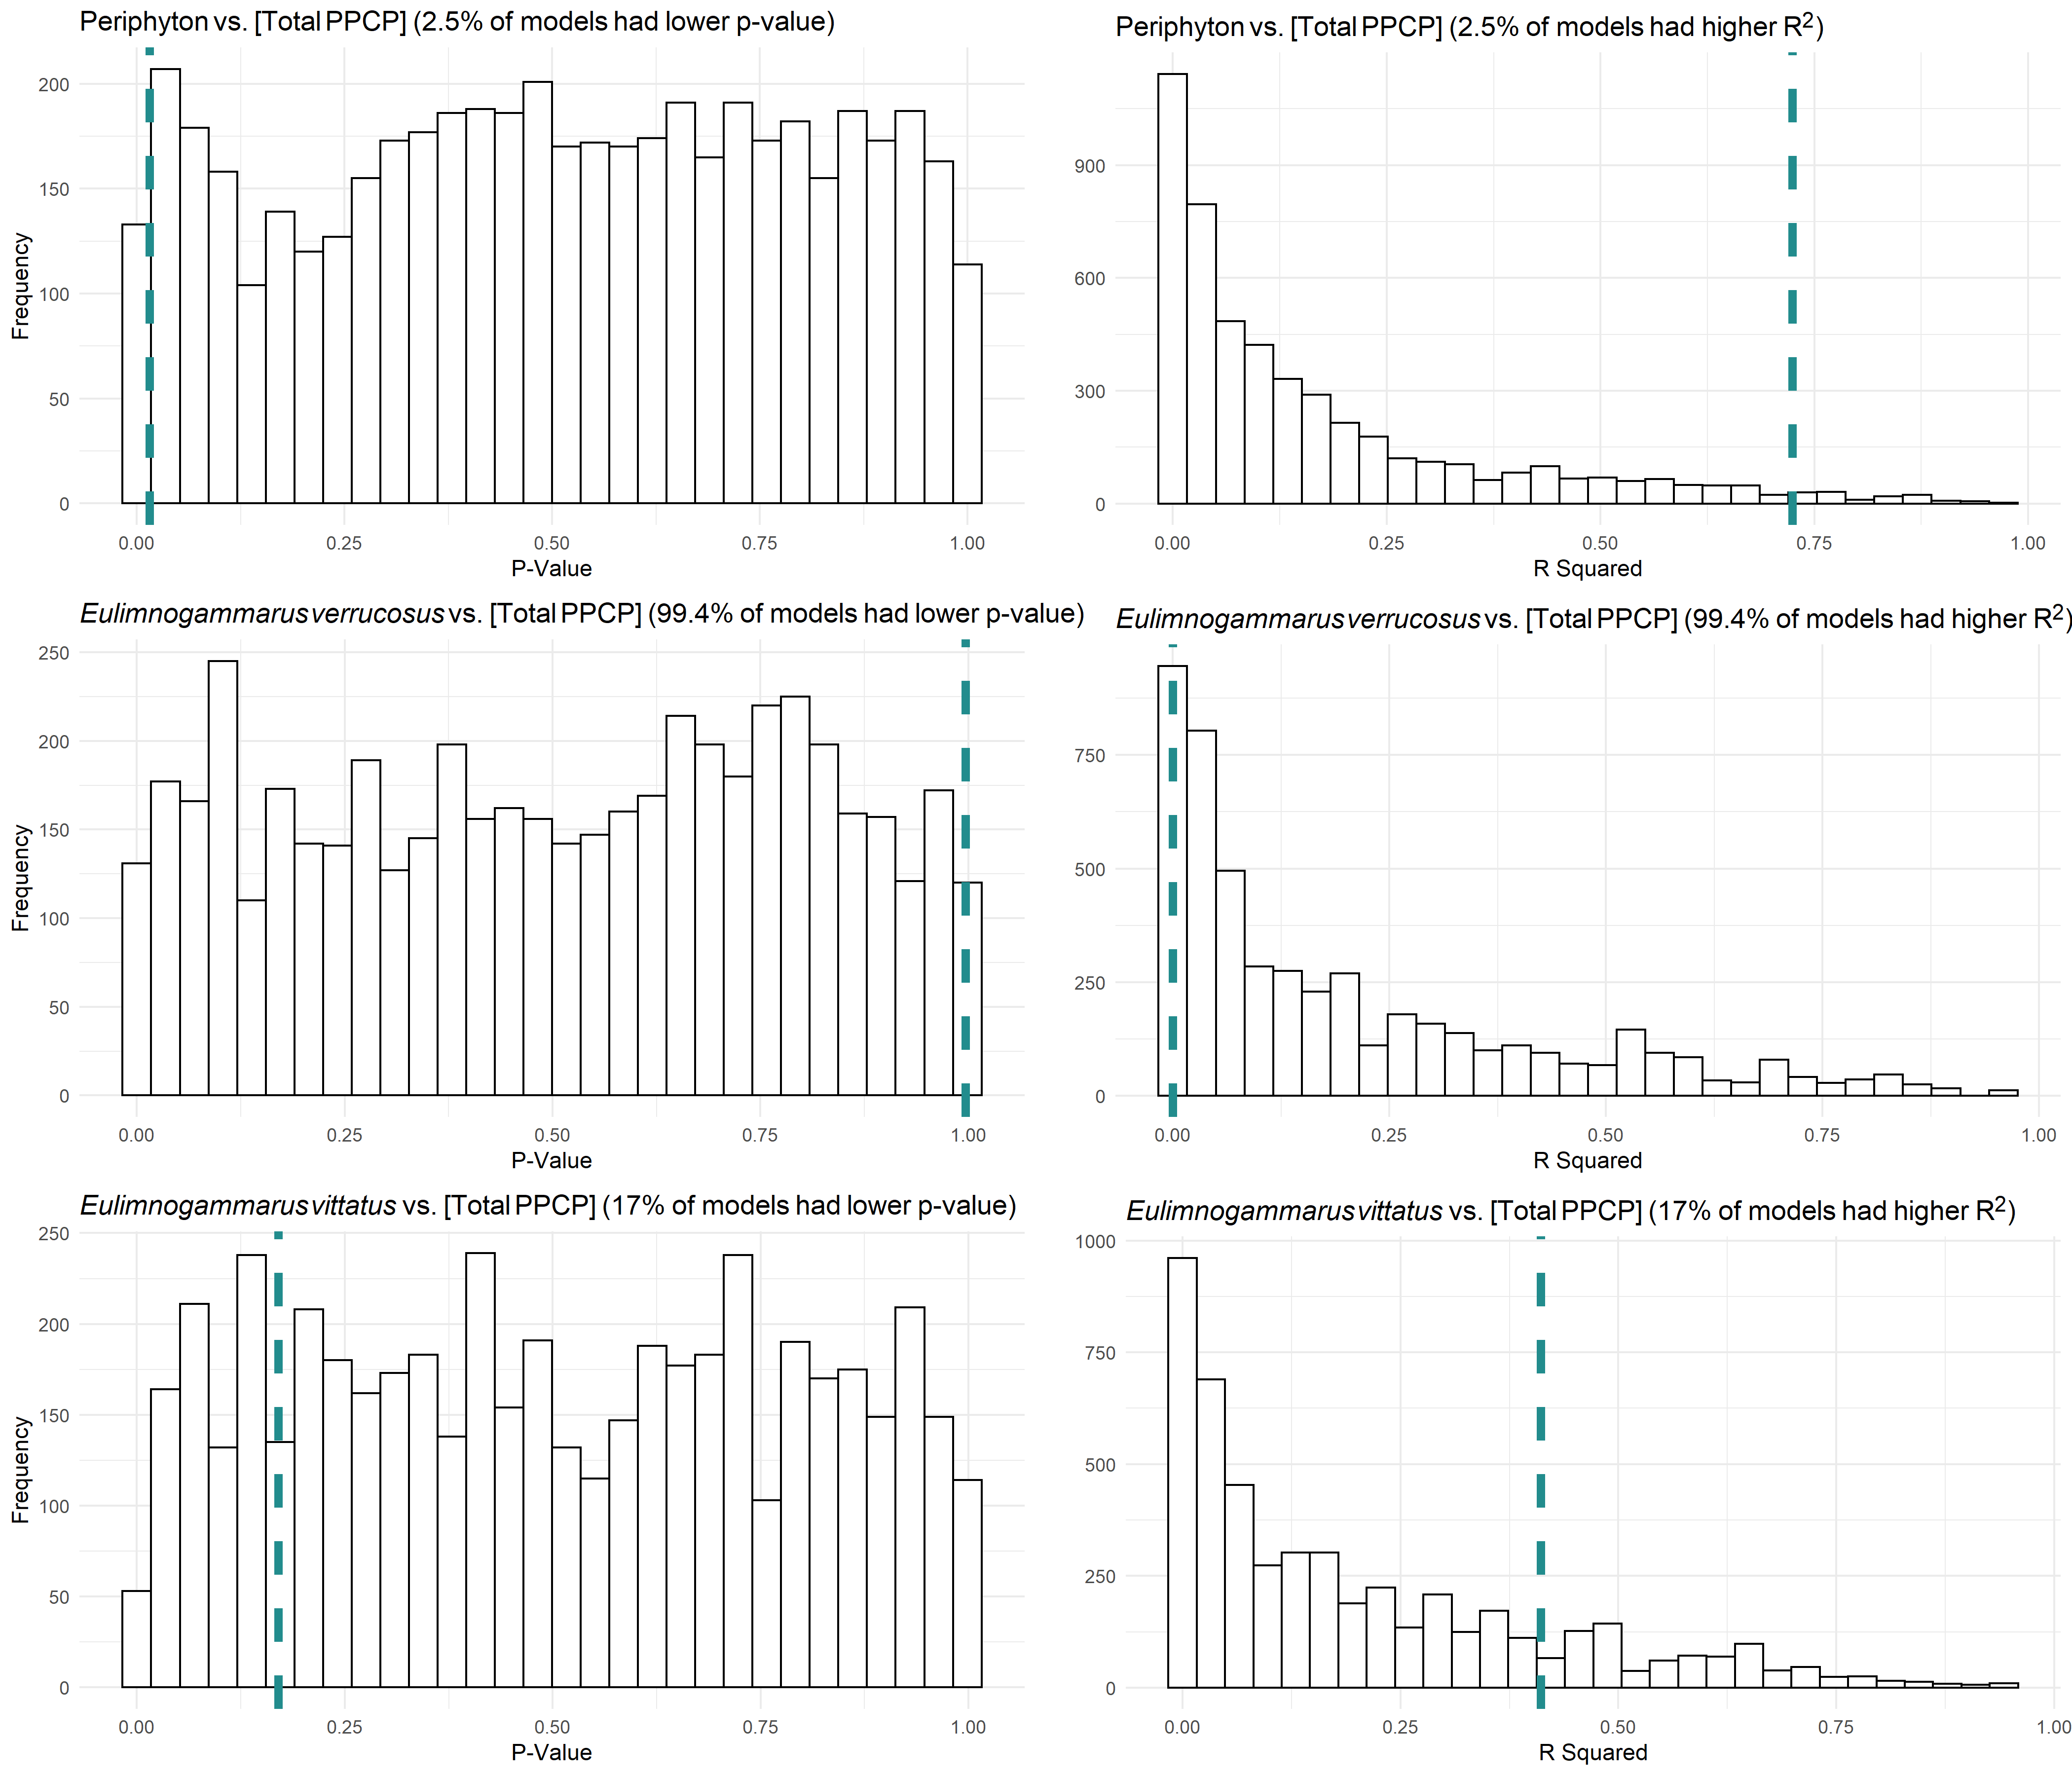 Periphyton vs. [Total PPCP] (2.5% of models had lower p-value)
200
150
100
50
0
Frequency
0.00 0.25 0.50 0.75 1.00
P-Value
Periphyton vs. [Total PPCP] (2.5% of models had higher R²)
900
600
300
0
0.00 0.25 0.50 0.75 1.00
R Squared
Eulimnogammarus verrucosus vs. [Total PPCP] (99.4% of models had lower p-value)
250
200
150
100
50
0
Frequency
0.00 0.25 0.50 0.75 1.00
P-Value
Eulimnogammarus verrucosus vs. [Total PPCP] (99.4% of models had higher R²)
750
500
250
0
0.00 0.25 0.50 0.75 1.00
R Squared
Eulimnogammarus vittatus vs. [Total PPCP] (17% of models had lower p-value)
250
200
150
100
50
0
Frequency
0.00 0.25 0.50 0.75 1.00
P-Value
Eulimnogammarus vittatus vs. [Total PPCP] (17% of models had higher R²)
1000
750
500
250
0
0.00 0.25 0.50 0.75 1.00
R Squared